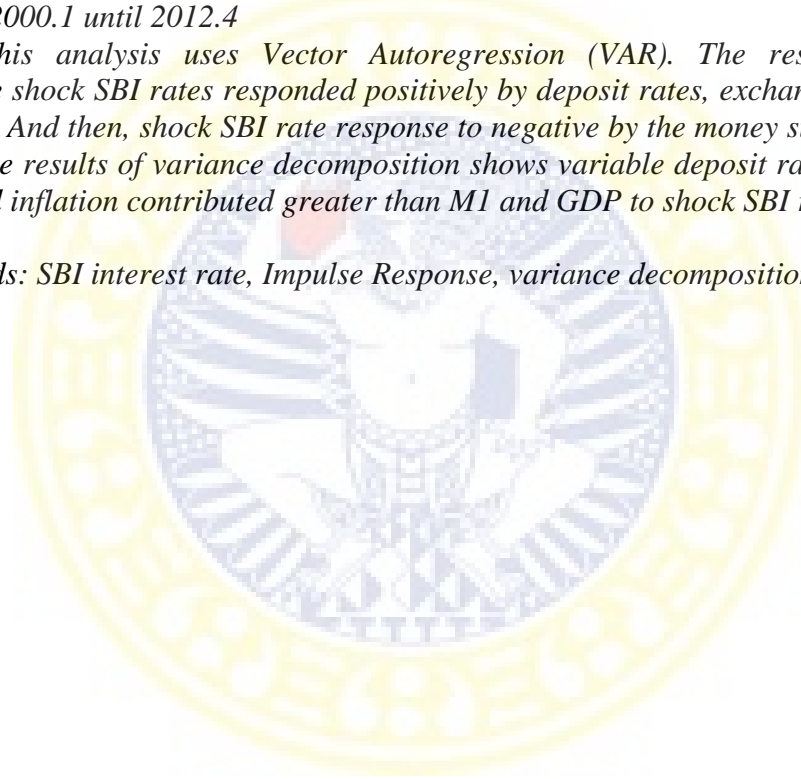 2000.1 until 2012.4
his analysis uses Vector Autoregression (VAR). The res
e shock SBI rates responded positively by deposit rates, exchan
. And then, shock SBI rate response to negative by the money s
e results of variance decomposition shows variable deposit ra
d inflation contributed greater than M1 and GDP to shock SBI
ds: SBI interest rate, Impulse Response, variance decomposition